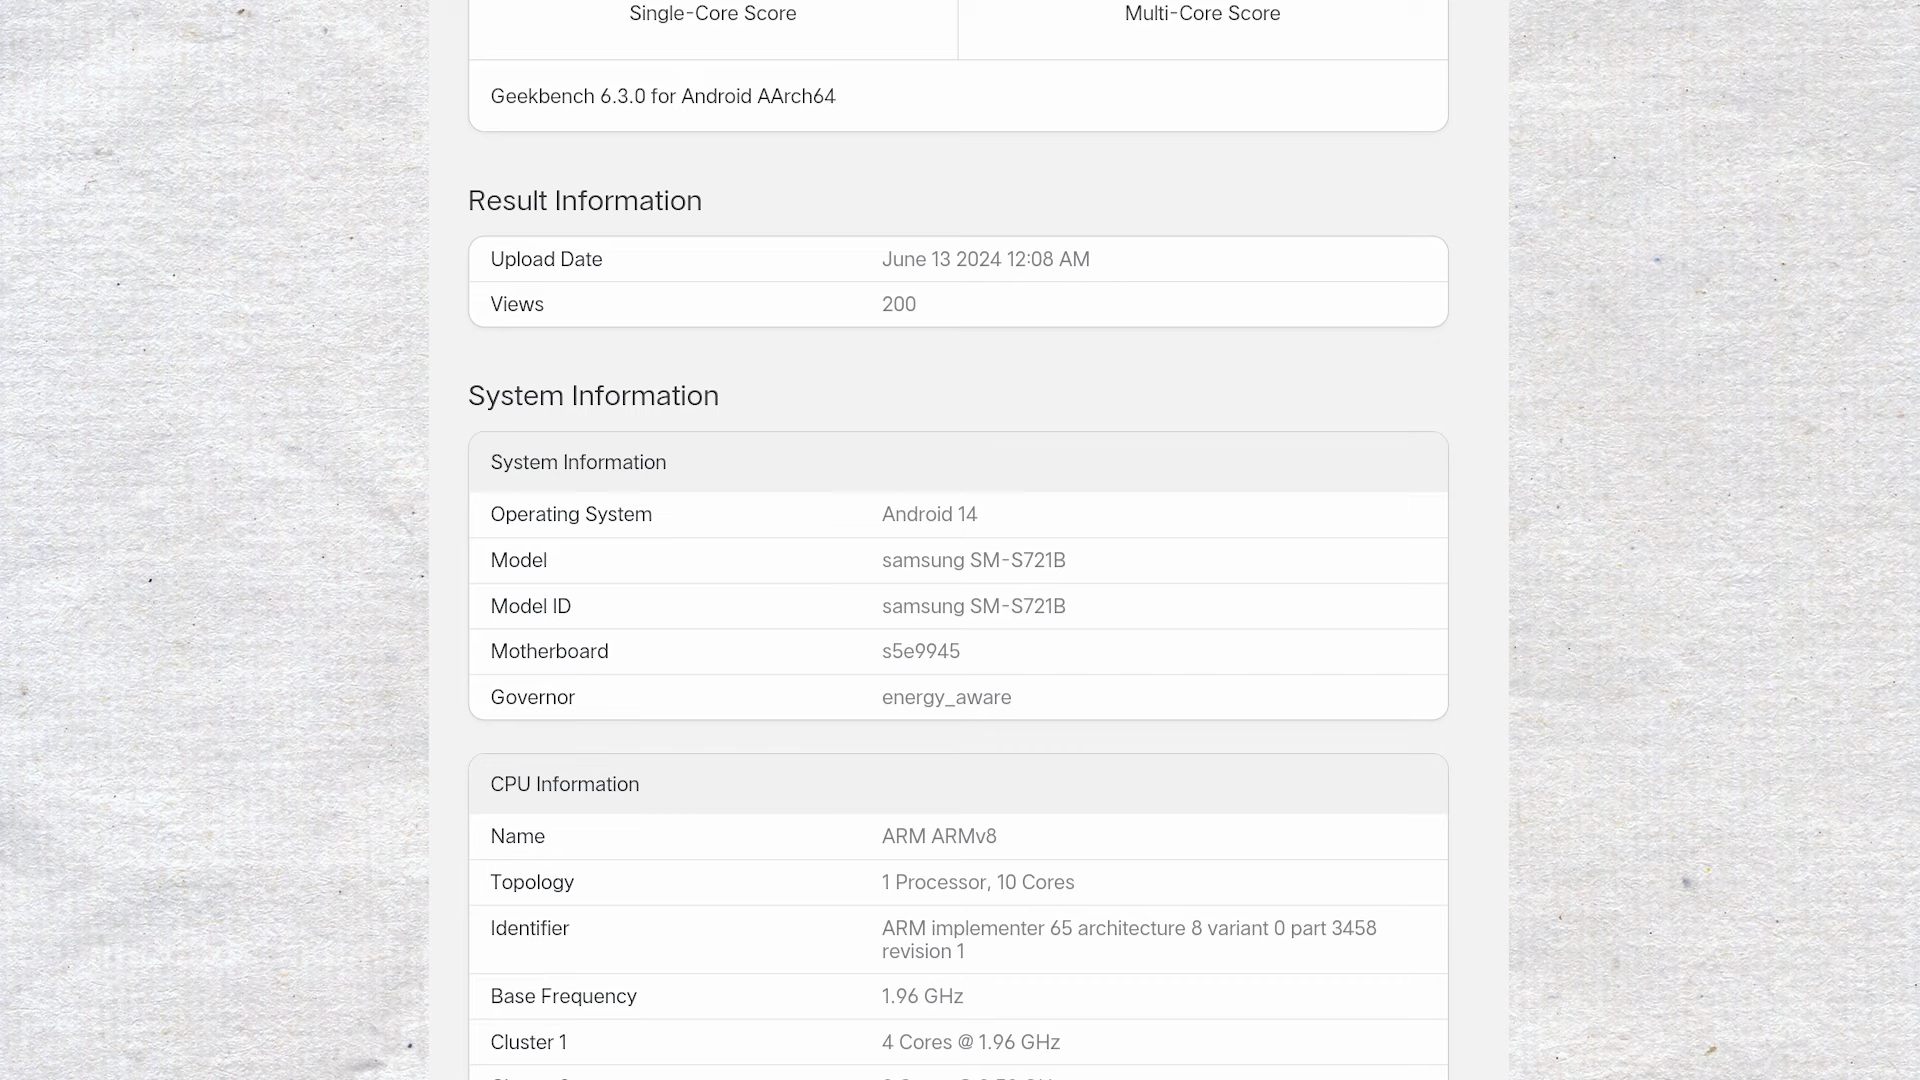 Single-Core Score
Multi-Core Score
Geekbench 6.3.0 for Android AArch64
Result Information
Upload Date June 13 2024 12:08 AM
Views 200
System Information
System Information
Operating System Android 14
Model samsung SM-S721B
Model ID samsung SM-S721B
Motherboard s5e9945
Governor energy_aware
CPU Information
Name ARM ARMv8
Topology 1 Processor, 10 Cores
Identifier ARM implementer 65 architecture 8 variant 0 part 3458
revision 1
Base Frequency 1.96 GHz
Cluster 1 4 Cores @ 1.96 GHz